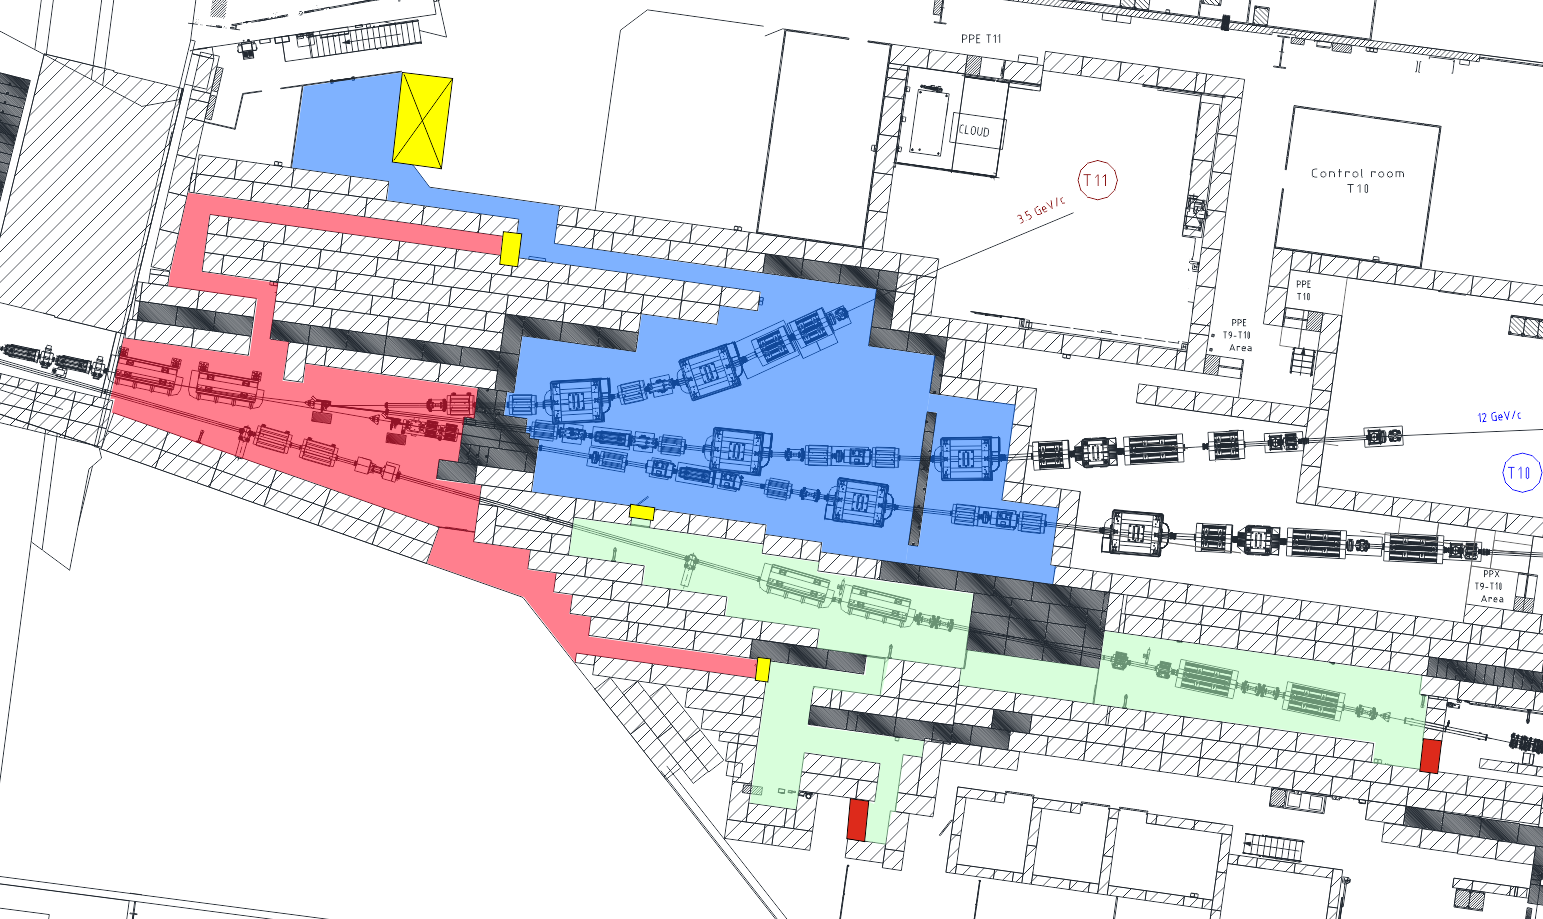 PPE T11
CLOUD
T11
3.5 GeV/c
Control room
T10
PPE
T10
PPE
T9-T10
Area
12 GeV/c
T10
PPX
T9-T10
Area